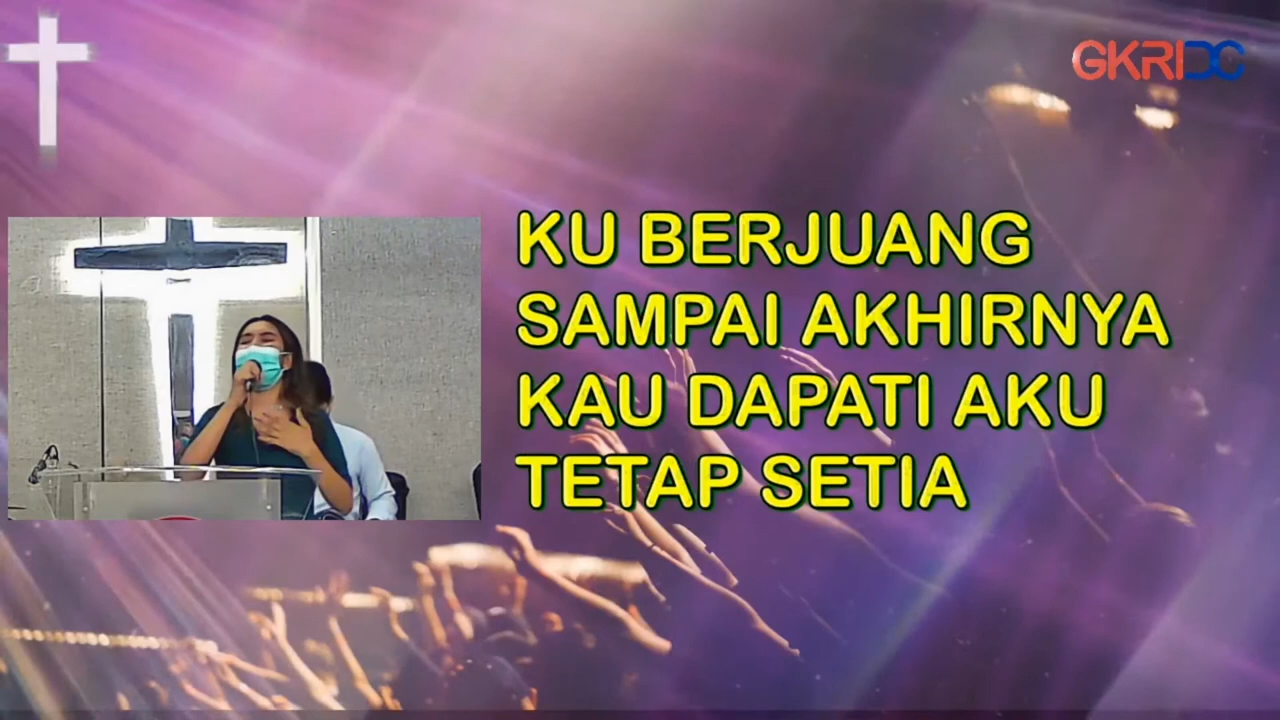 GKRIDC
KU BERJUANG
SAMPAI AKHIRNYA
KAU DAPATI AKU
TETAP SETIA